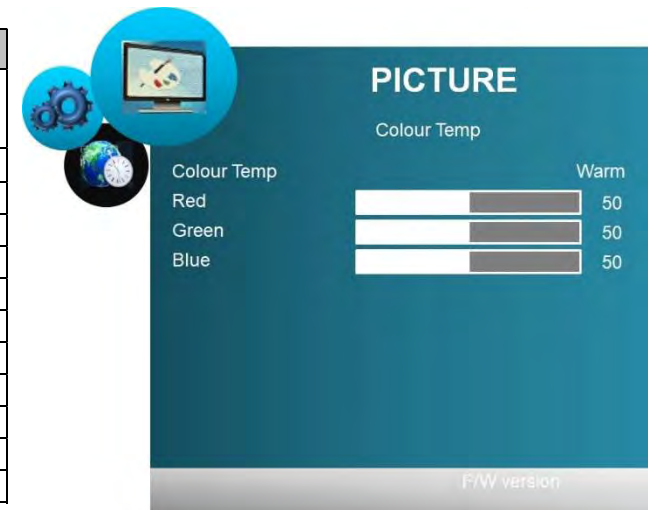 PICTURE
Colour Temp
Colour Temp Warm
Red 50
Green 50
Blue 50
F/W version